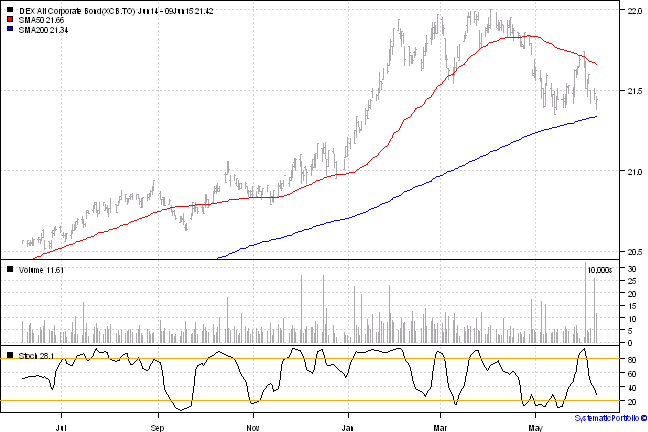 DEX All Corporate Bond(XCB.TO) Jun14 - 09Jun15 21.42
SMA50 21.66
SMA200 21.34
22.0
21.5
21.0
20.5
Volume 11.61
10,000s
30
25
20
15
10
5
0
Stoch 28.1
80
60
40
20
Jul Sep Nov Jan Mar May
SystematicPortfolio ©